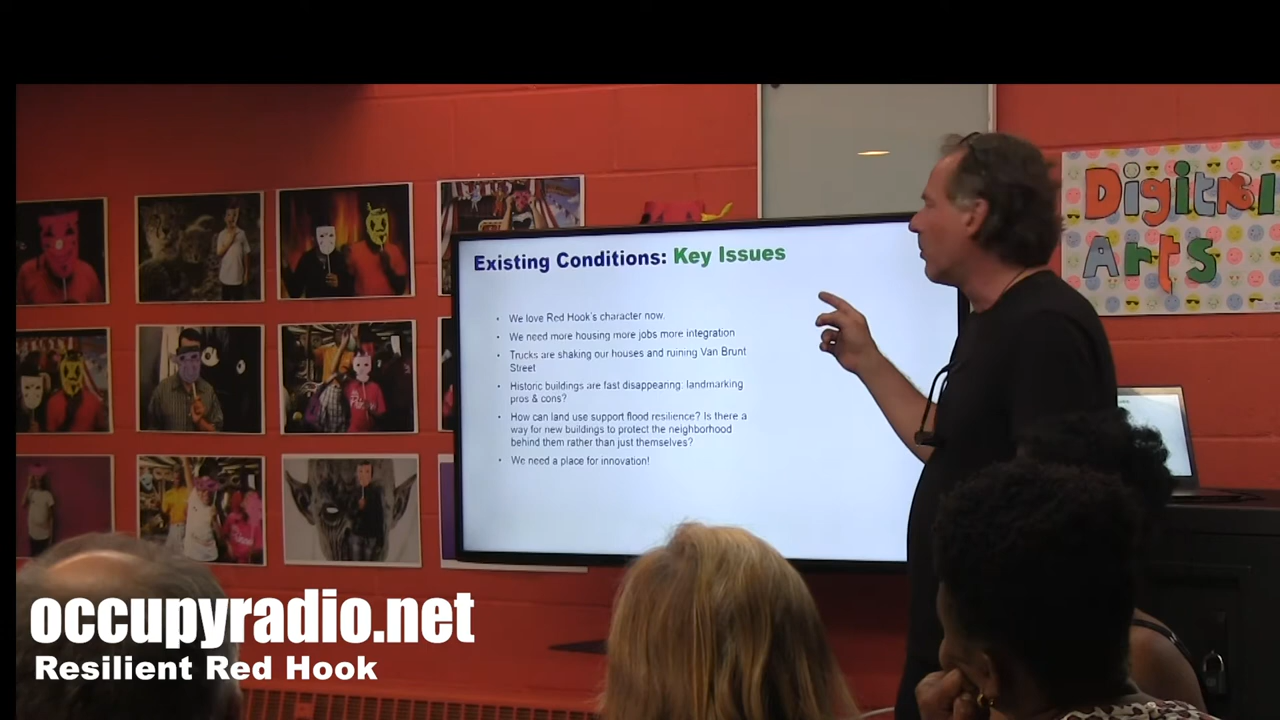 Existing Conditions: Key Issues
• We love Red Hook's character now.
• We need more housing more jobs more integration
• Trucks are shaking our houses and ruining Van Brunt
Street
• Historic buildings are fast disappearing: landmarking
pros & cons?
• How can land use support flood resilience? Is there a
way for new buildings to protect the neighborhood
behind them rather than just themselves?
• We need a place for innovation!
Digital
Arts
occupyradio.net
Resilient Red Hook